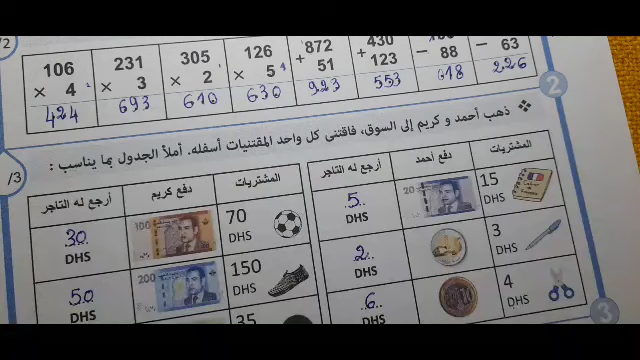 /2
106 × 4 424
231 × 3 693
305 × 2 610
126 × 5 630
872 + 51 923
430 + 123 553
88 − 618
− 63 226
2
❖ ذهب أحمد و كريم إلى السوق، فاقتنى كل واحد المقتنيات أسفله. أملأ الجدول بما يناسب :
/3
المشتريات دفع أحمد أرجع له التاجر
15 DHS 20 5 DHS
3 DHS 2 DHS
4 DHS 6 DHS
المشتريات دفع كريم أرجع له التاجر
70 DHS 100 30 DHS
150 DHS 200 50 DHS
35
3